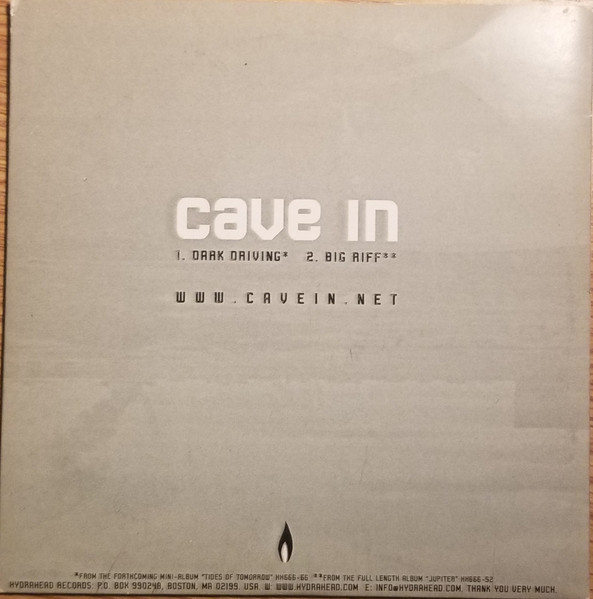 cave in
1. DARK DRIVING* 2. BIG RIFF**
WWW.CAVEIN.NET
*FROM THE FORTHCOMING MINI-ALBUM "TIDES OF TOMORROW" HH666-66 **FROM THE FULL LENGTH ALBUM "JUPITER" HH666-52
HYDRAHEAD RECORDS: P.O. BOX 990248, BOSTON, MA 02199. USA W: WWW.HYDRAHEAD.COM E: INFO@HYDRAHEAD.COM. THANK YOU VERY MUCH.